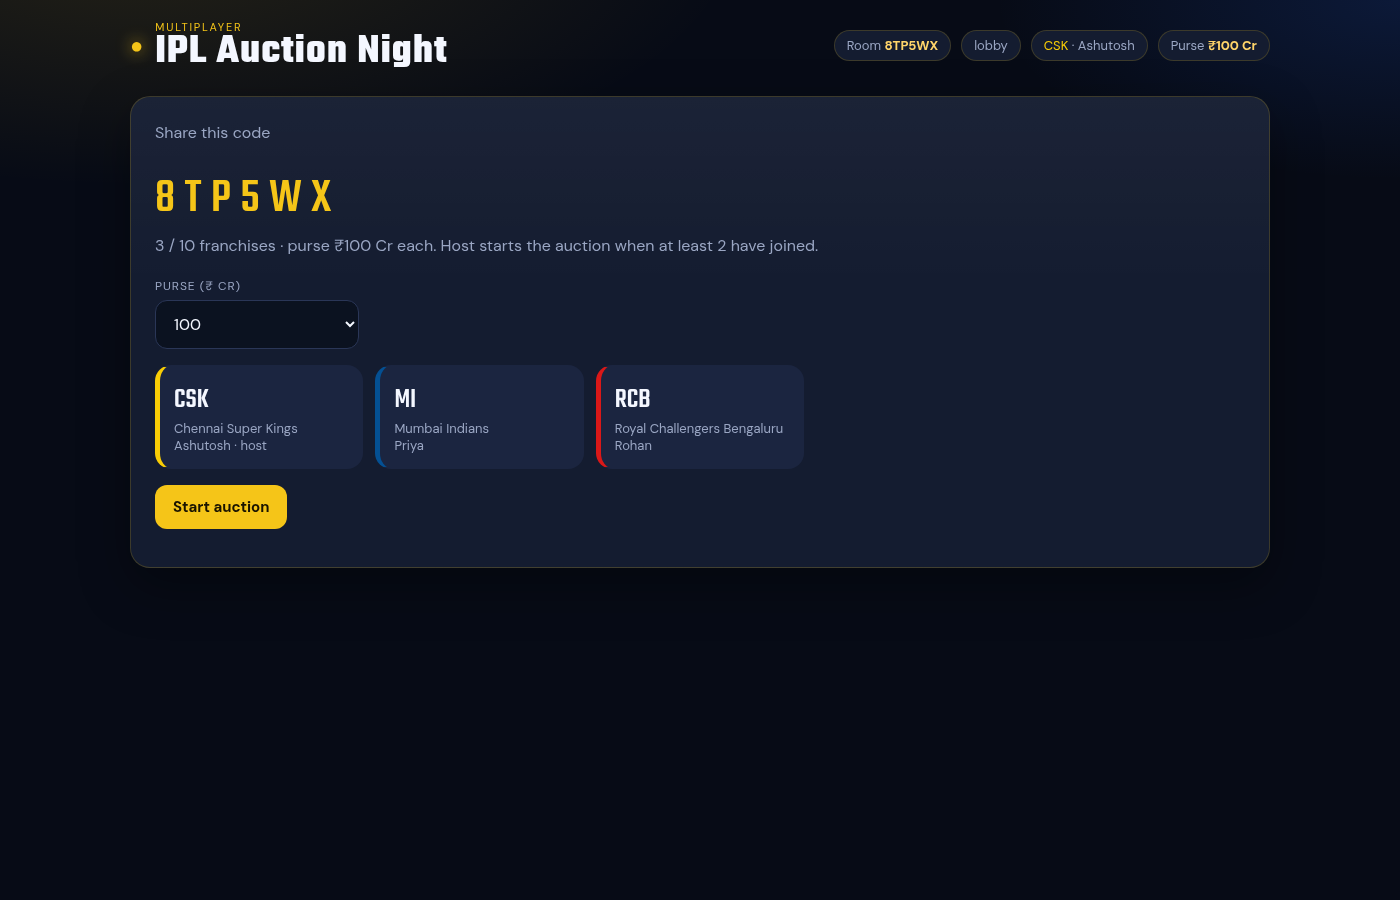 MULTIPLAYER
IPL Auction Night
Room 8TP5WX
lobby
CSK · Ashutosh
Purse ₹100 Cr
Share this code
8TP5WX
3 / 10 franchises · purse ₹100 Cr each. Host starts the auction when at least 2 have joined.
PURSE (₹ CR)
100
CSK
Chennai Super Kings
Ashutosh · host
MI
Mumbai Indians
Priya
RCB
Royal Challengers Bengaluru
Rohan
Start auction